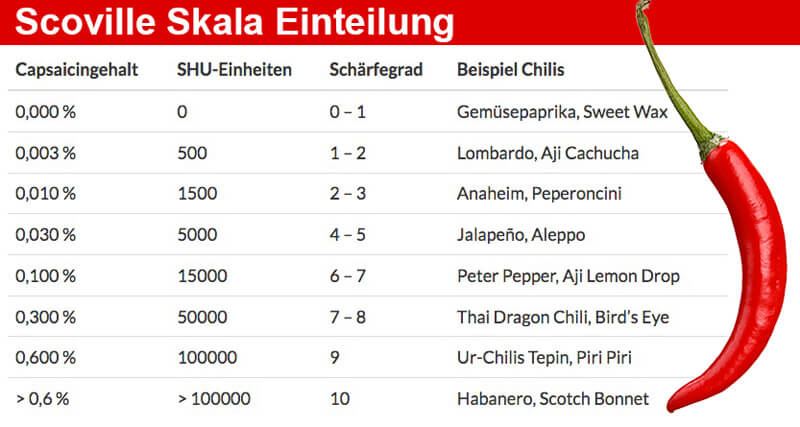 Scoville Skala Einteilung
Capsaicingehalt SHU-Einheiten Schärfegrad Beispiel Chilis
0,000 % 0 0 – 1 Gemüsepaprika, Sweet Wax
0,003 % 500 1 – 2 Lombardo, Aji Cachucha
0,010 % 1500 2 – 3 Anaheim, Peperoncini
0,030 % 5000 4 – 5 Jalapeño, Aleppo
0,100 % 15000 6 – 7 Peter Pepper, Aji Lemon Drop
0,300 % 50000 7 – 8 Thai Dragon Chili, Bird’s Eye
0,600 % 100000 9 Ur-Chilis Tepin, Piri Piri
> 0,6 % > 100000 10 Habanero, Scotch Bonnet